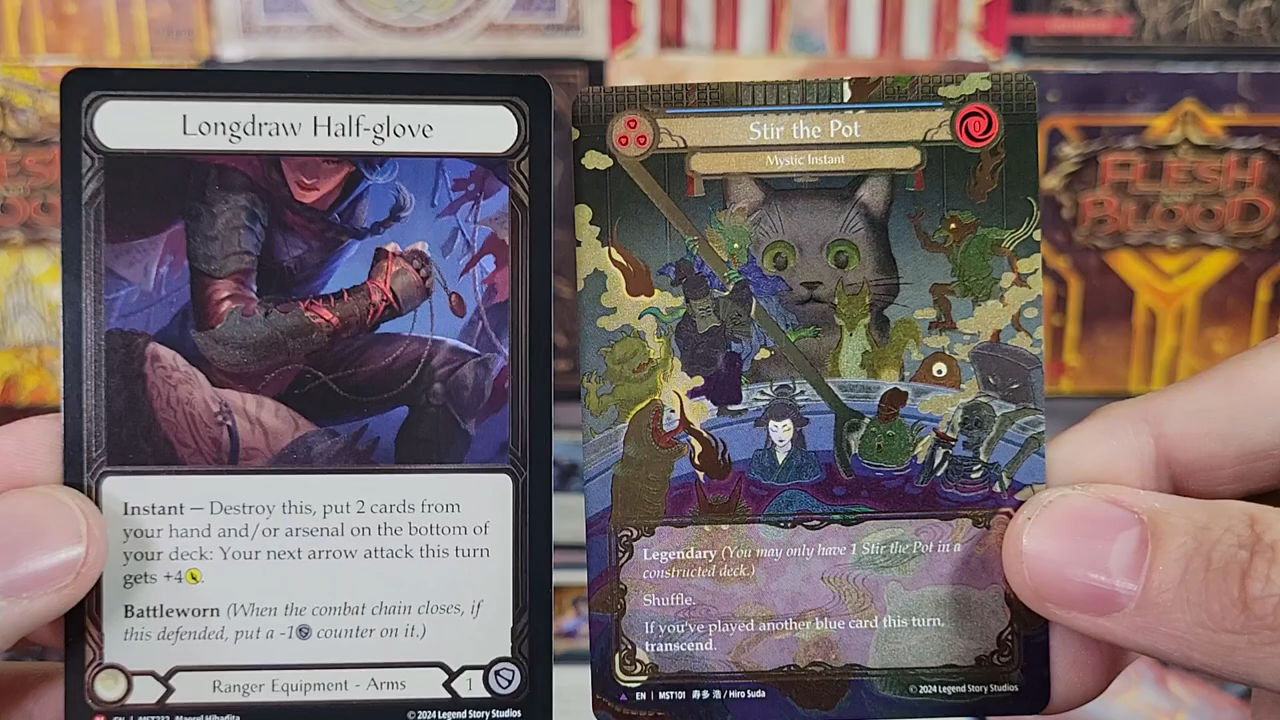 Longdraw Half-glove
Instant — Destroy this, put 2 cards from
your hand and/or arsenal on the bottom of
your deck: Your next arrow attack this turn
gets +4.
Battleworn (When the combat chain closes, if
this defended, put a -1 counter on it.)
Ranger Equipment - Arms
1
© 2024 Legend Story Studios
Stir the Pot
0
Mystic Instant
Legendary (You may only have 1 Stir the Pot in a
constructed deck.)
Shuffle.
If you've played another blue card this turn,
transcend.
EN | MST101 寿多 浩 / Hiro Suda
© 2024 Legend Story Studios
FLESH
BLOOD